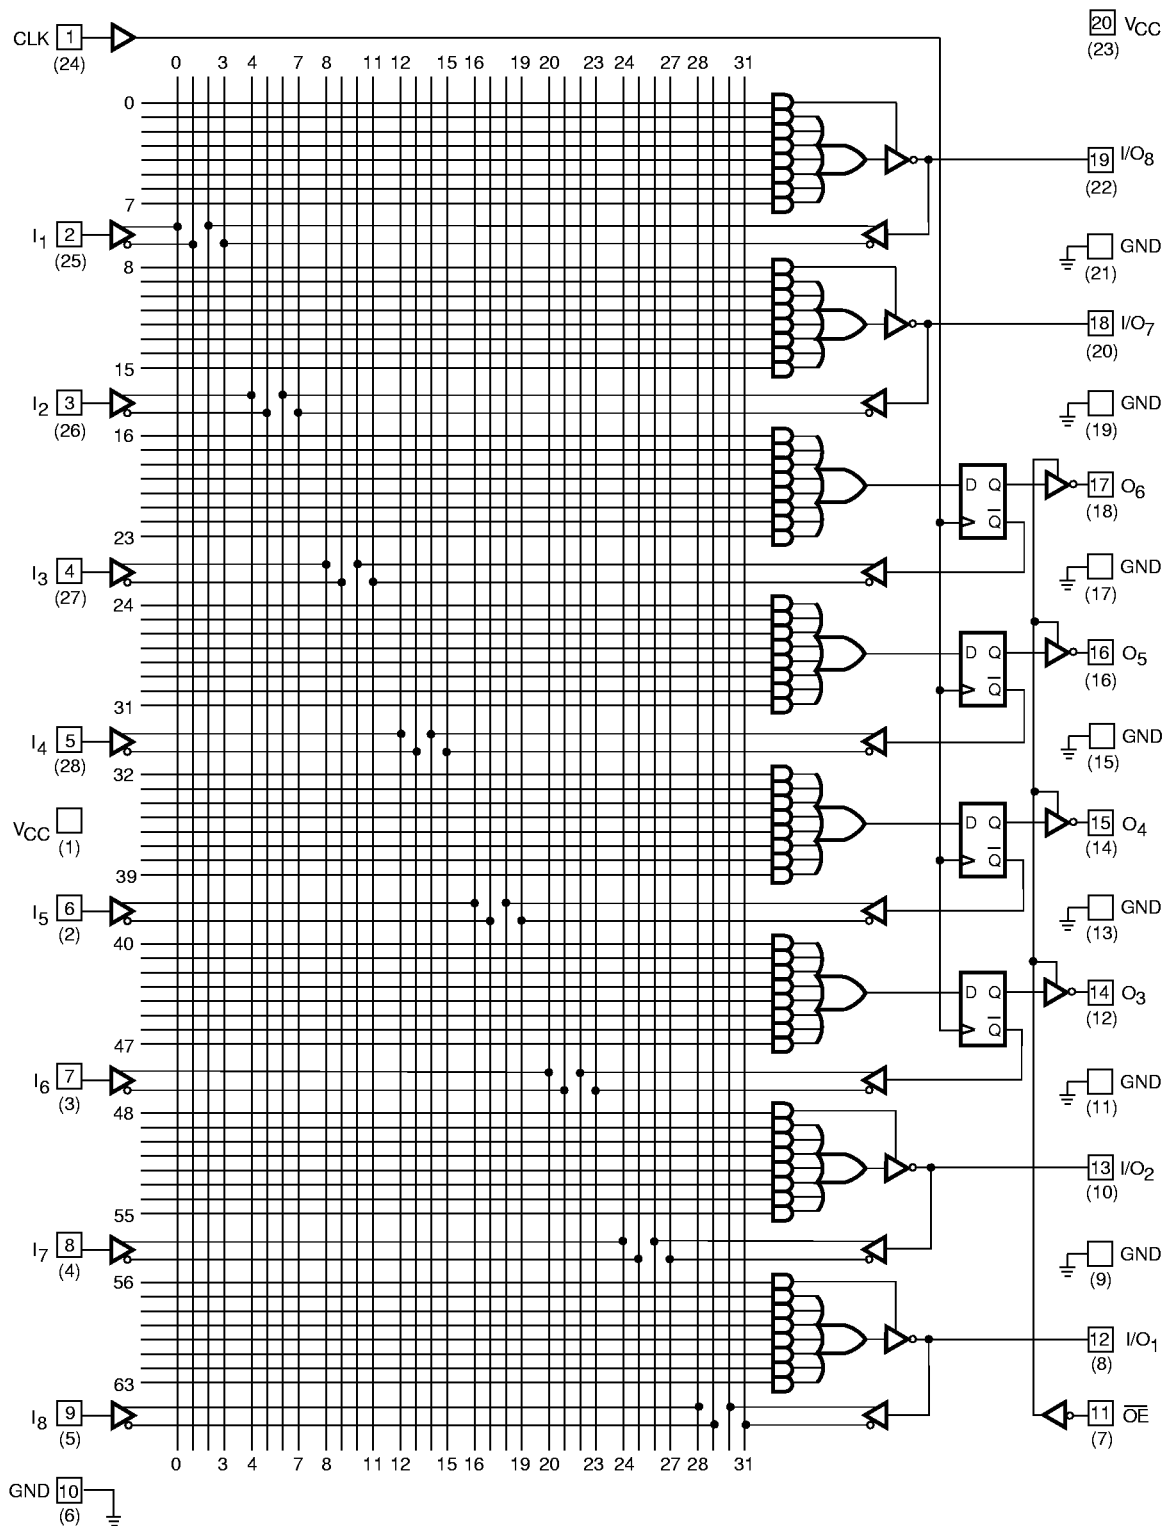 CLK 1 20 VCC
(24) (23)
0 3 4 7 8 11 12 15 16 19 20 23 24 27 28 31
0
19 I/O8
(22)
7
I1 2
(25)
GND
(21)
8
18 I/O7
(20)
15
I2 3
(26)
GND
(19)
16
D Q 17 O6
(18)
Q
23
I3 4
(27)
GND
(17)
24
D Q 16 O5
(16)
Q
31
I4 5
(28)
GND
(15)
32
VCC
(1)
D Q 15 O4
(14)
Q
39
I5 6
(2)
GND
(13)
40
D Q 14 O3
(12)
Q
47
I6 7
(3)
GND
(11)
48
13 I/O2
(10)
55
I7 8
(4)
GND
(9)
56
12 I/O1
(8)
63
I8 9
(5)
11 OE
(7)
0 3 4 7 8 11 12 15 16 19 20 23 24 27 28 31
GND 10
(6)